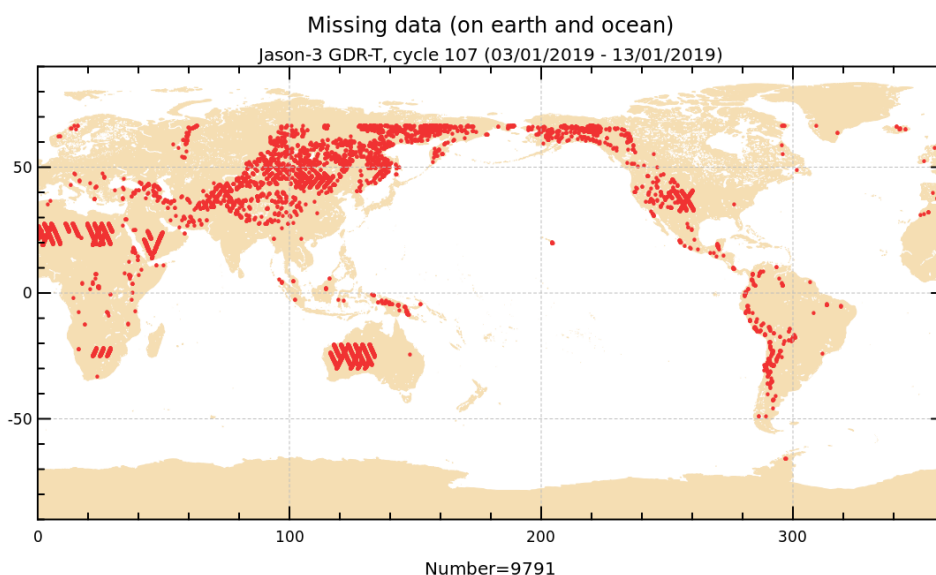 Missing data (on earth and ocean)
Jason-3 GDR-T, cycle 107 (03/01/2019 - 13/01/2019)
50
0
-50
0 100 200 300
Number=9791